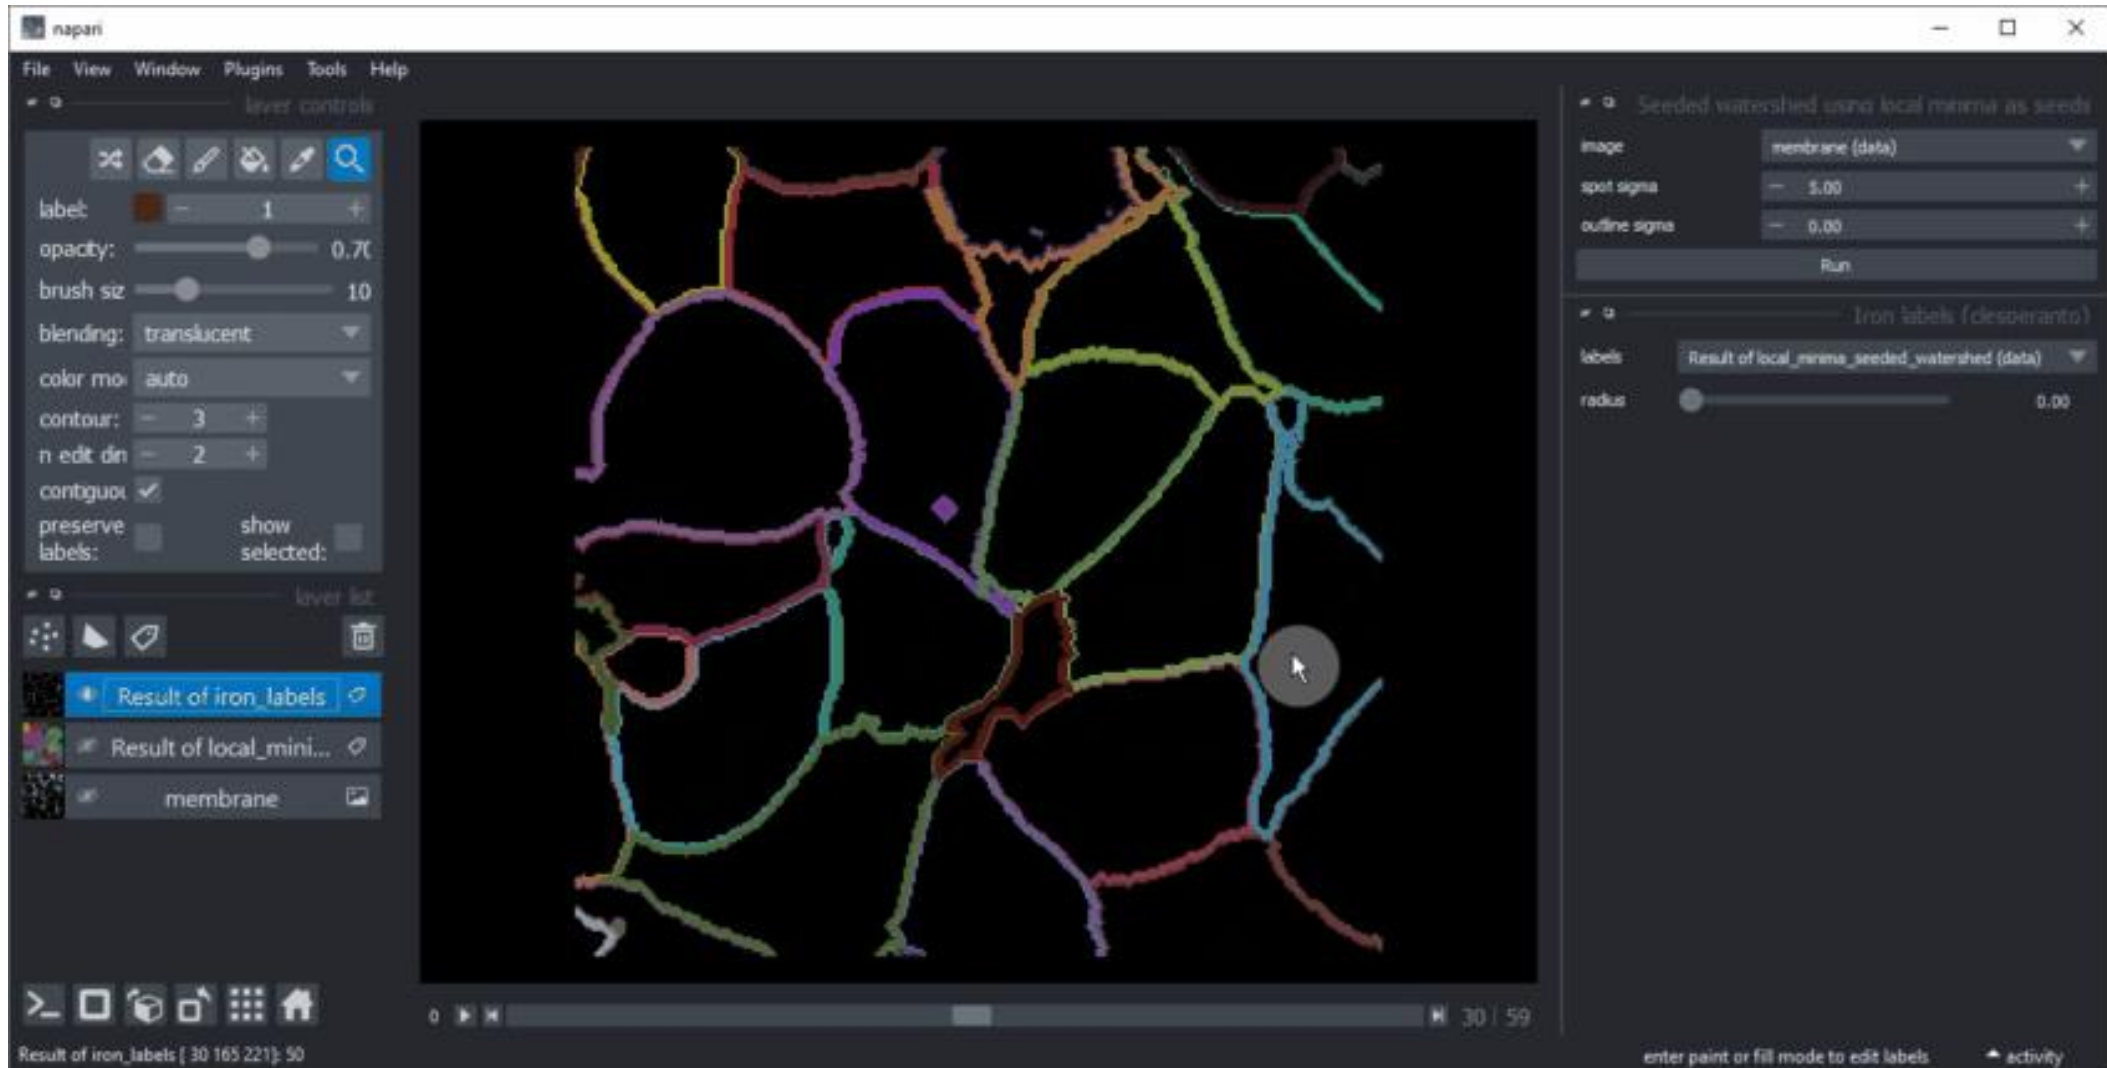 napari
File View Window Plugins Tools Help
layer controls
label: 1
opacity: 0.70
brush siz 10
blending: translucent
color mo auto
contour: 3
n edit din 2
contiguou
preserve labels:
show selected:
layer list
Result of iron_labels
Result of local_mini...
membrane
0
30 | 59
Result of iron_labels [ 30 165 221]: 50
Seeded watershed using local minima as seeds
image membrane (data)
spot sigma 5.00
outline sigma 0.00
Run
Iron labels (clesperanto)
labels Result of local_minima_seeded_watershed (data)
radius 0.00
enter paint or fill mode to edit labels
activity